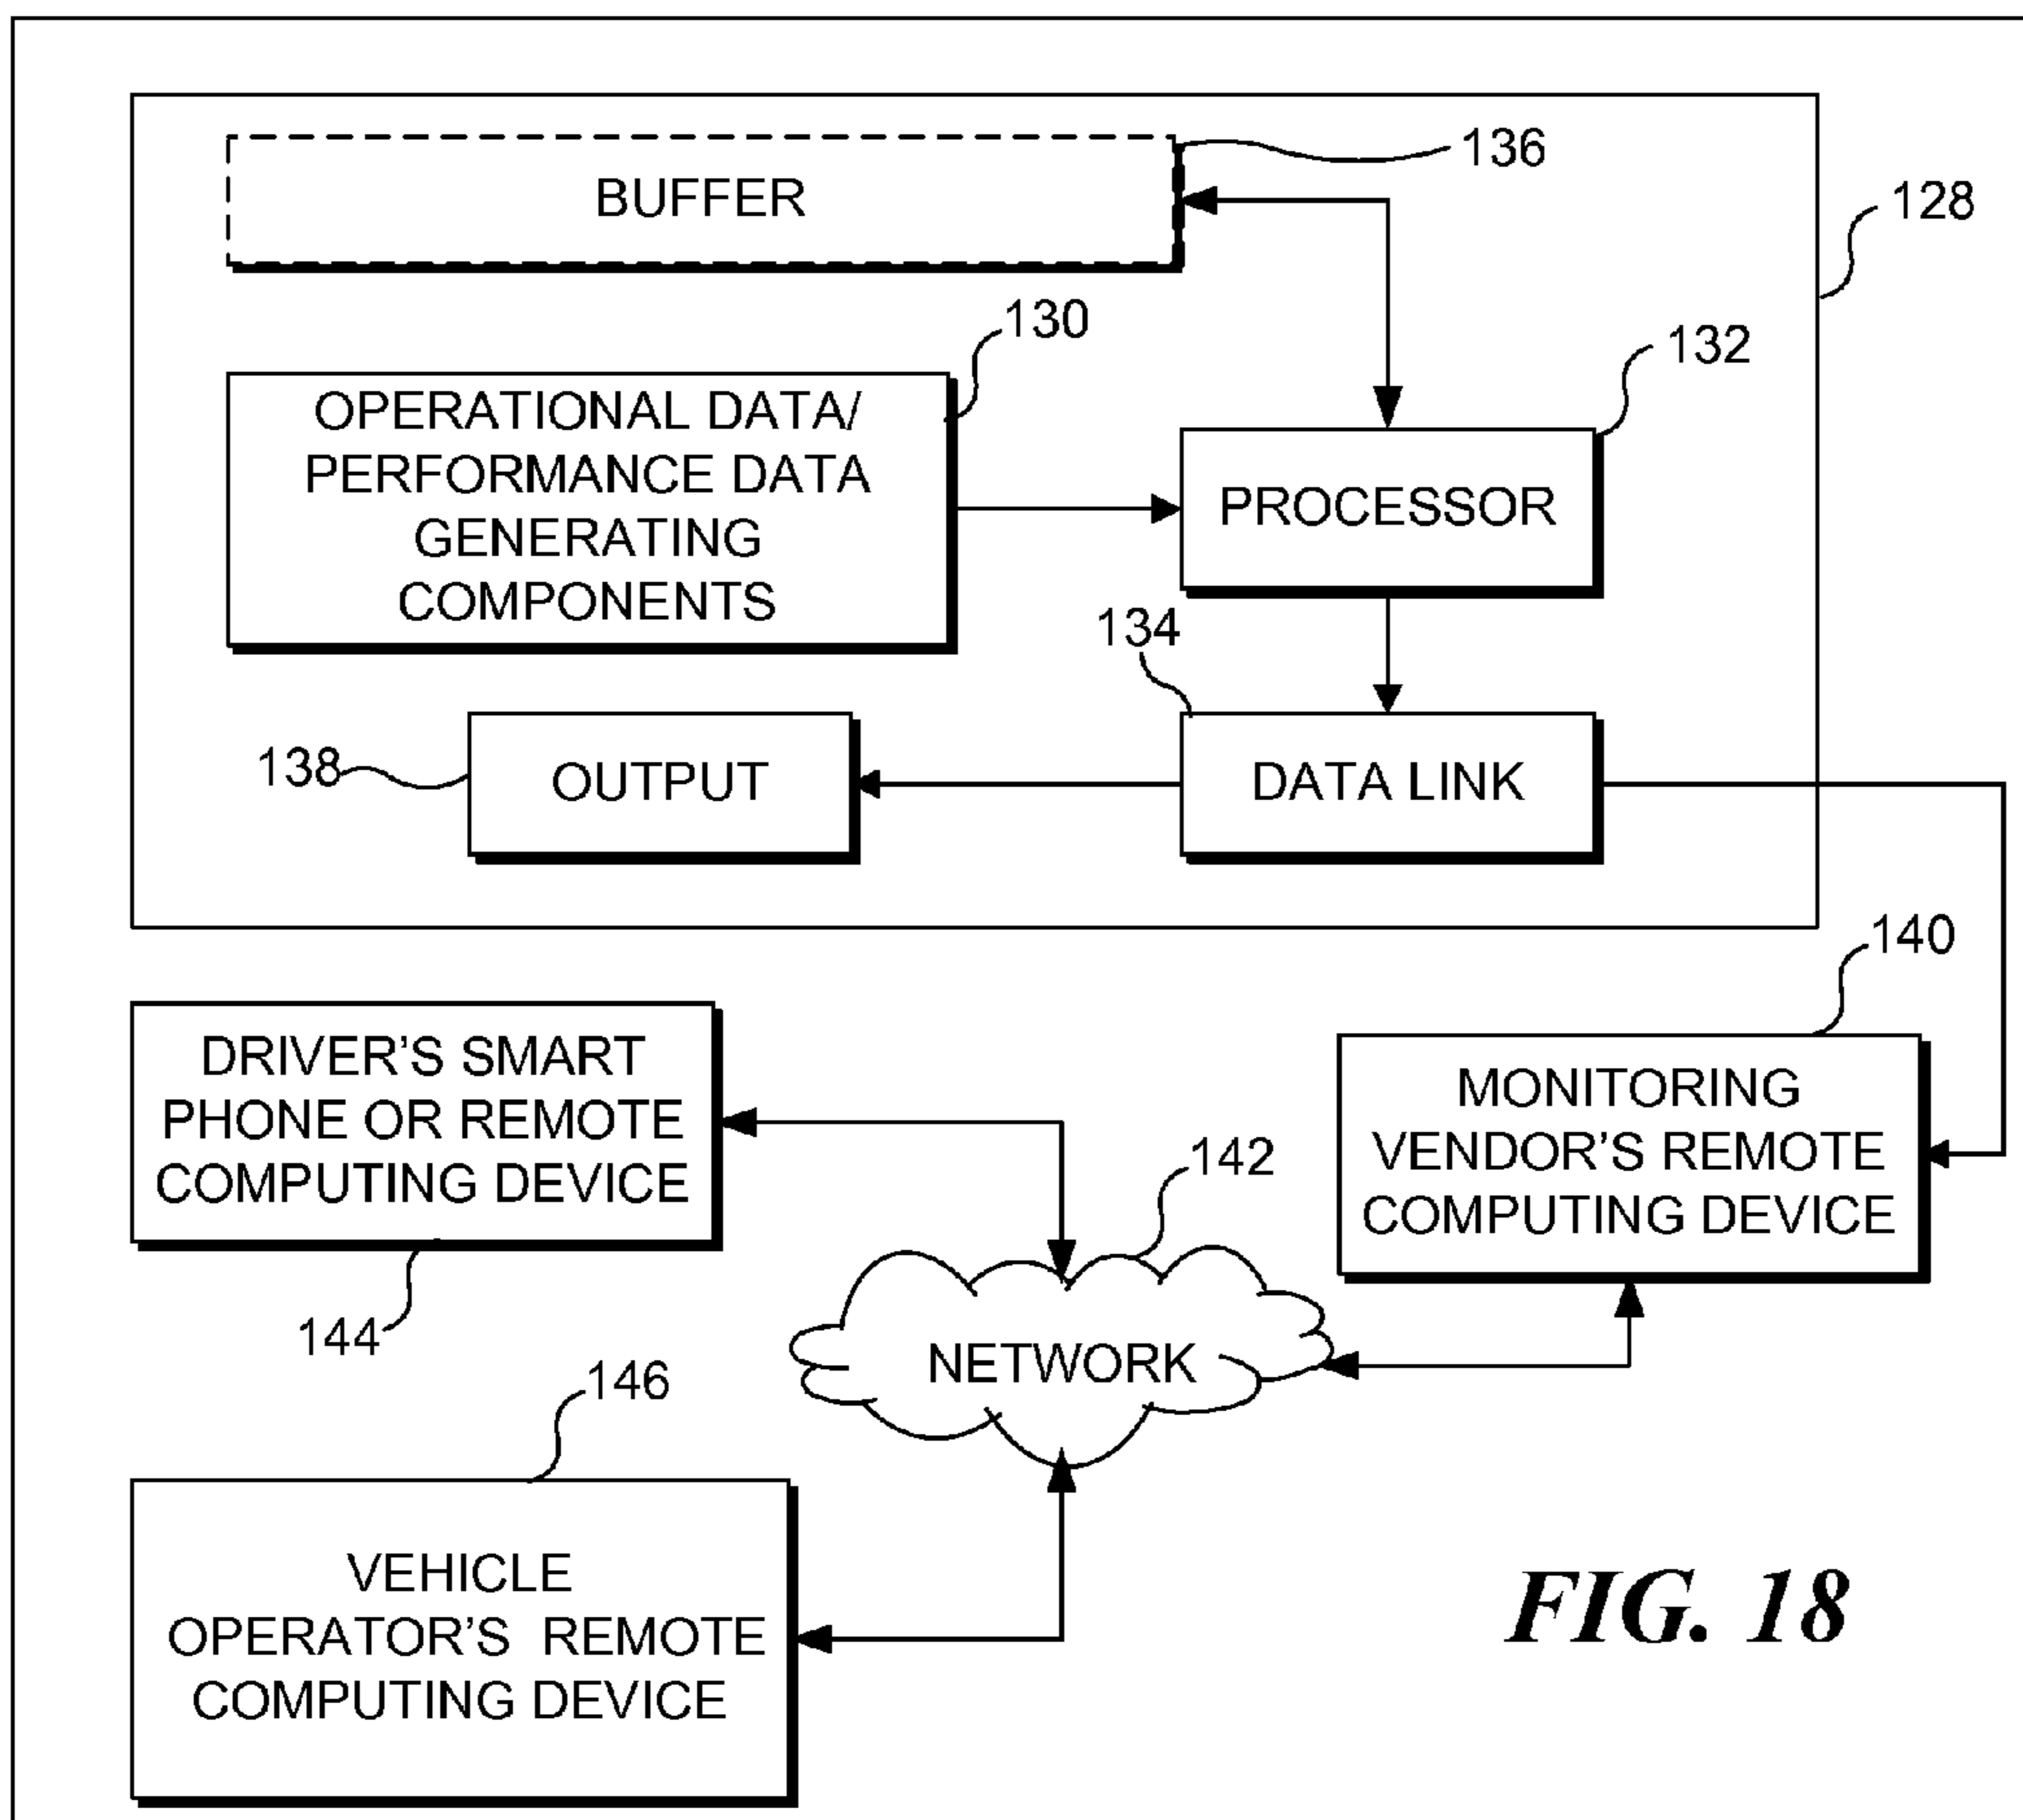 136
BUFFER
128
130
132
OPERATIONAL DATA/
PERFORMANCE DATA
GENERATING
COMPONENTS
PROCESSOR
134
138
OUTPUT
DATA LINK
140
DRIVER'S SMART
PHONE OR REMOTE
COMPUTING DEVICE
MONITORING
VENDOR'S REMOTE
COMPUTING DEVICE
142
144
NETWORK
146
VEHICLE
OPERATOR'S REMOTE
COMPUTING DEVICE
FIG. 18